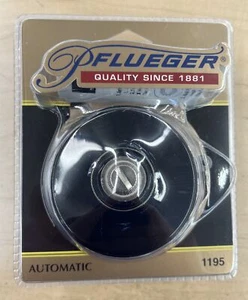 PFLUEGER
QUALITY SINCE 1881
AUTOMATIC 1195